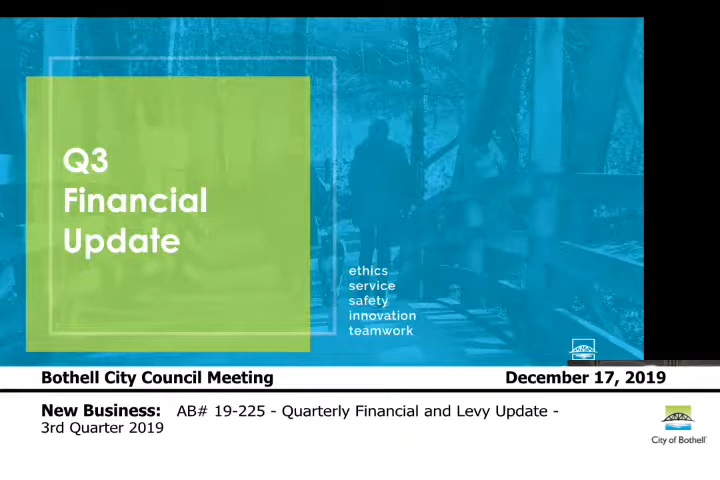 Q3
Financial
Update
ethics
service
safety
innovation
teamwork
Bothell City Council Meeting
December 17, 2019
New Business: AB# 19-225 - Quarterly Financial and Levy Update -
3rd Quarter 2019
City of Bothell